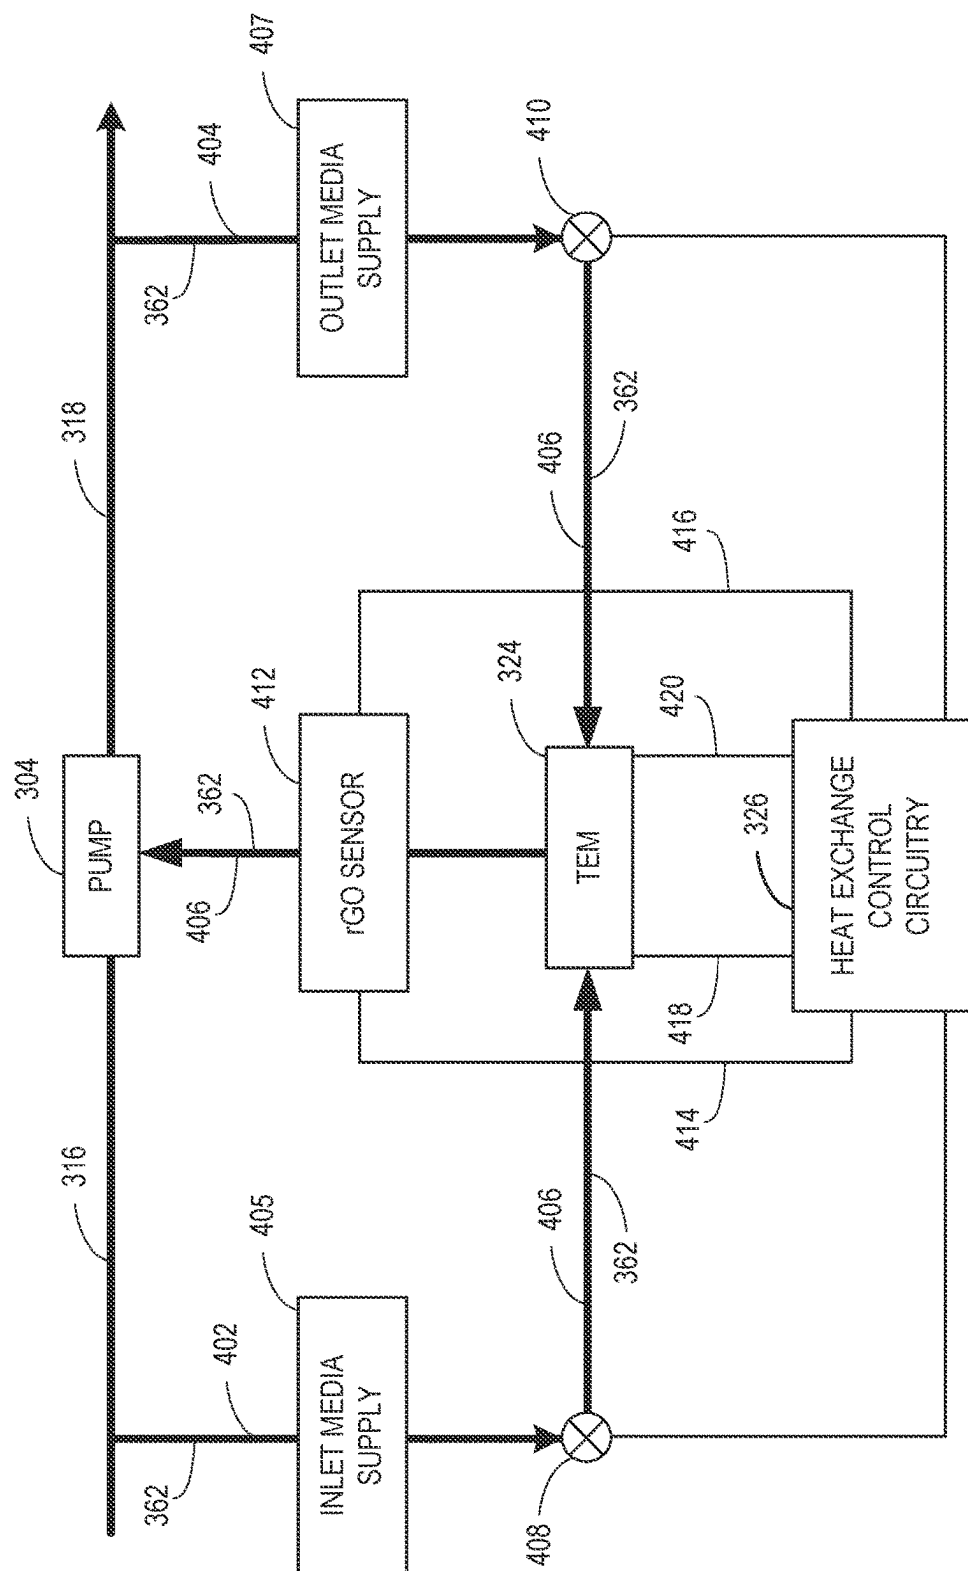 304
316
318
PUMP
362
362
406
402
362
404
405
412
407
INLET MEDIA
SUPPLY
rGO SENSOR
OUTLET MEDIA
SUPPLY
408
406
324
406
410
TEM
362
362
414
418
420
416
326
HEAT EXCHANGE
CONTROL
CIRCUITRY